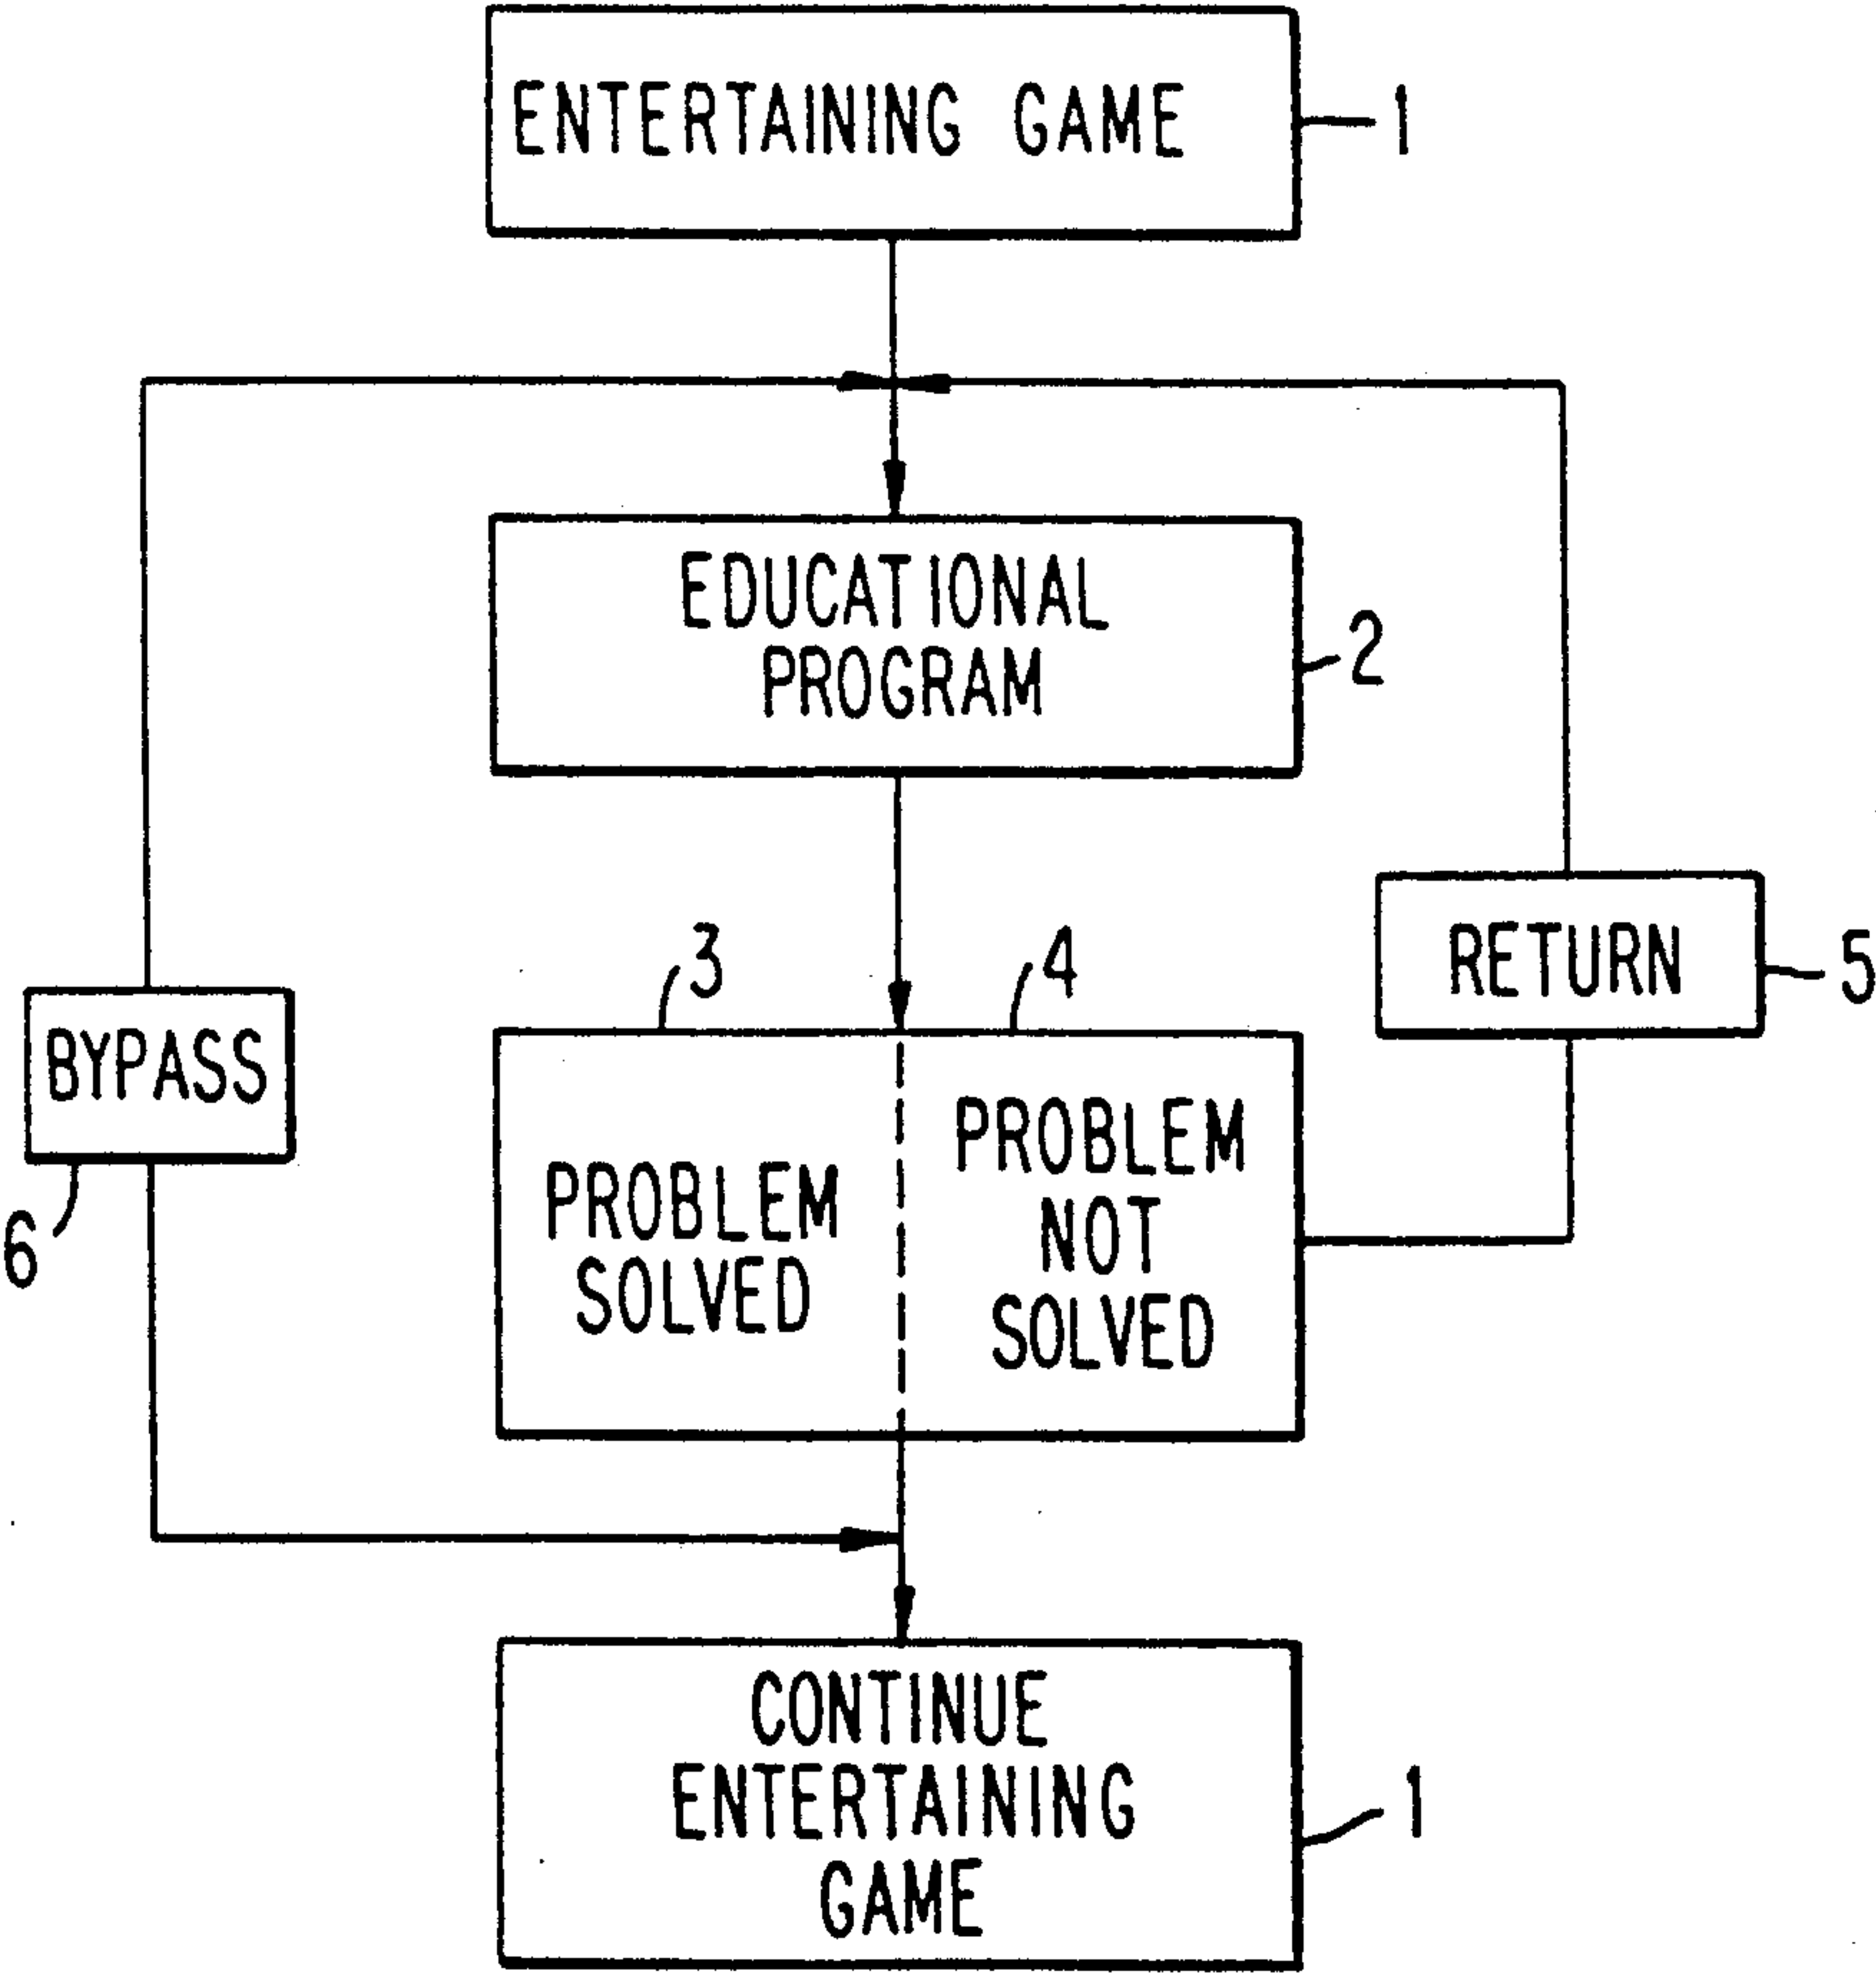 ENTERTAINING GAME
1
EDUCATIONAL
PROGRAM
2
3
4
RETURN
5
BYPASS
6
PROBLEM
SOLVED
PROBLEM
NOT
SOLVED
CONTINUE
ENTERTAINING
GAME
1